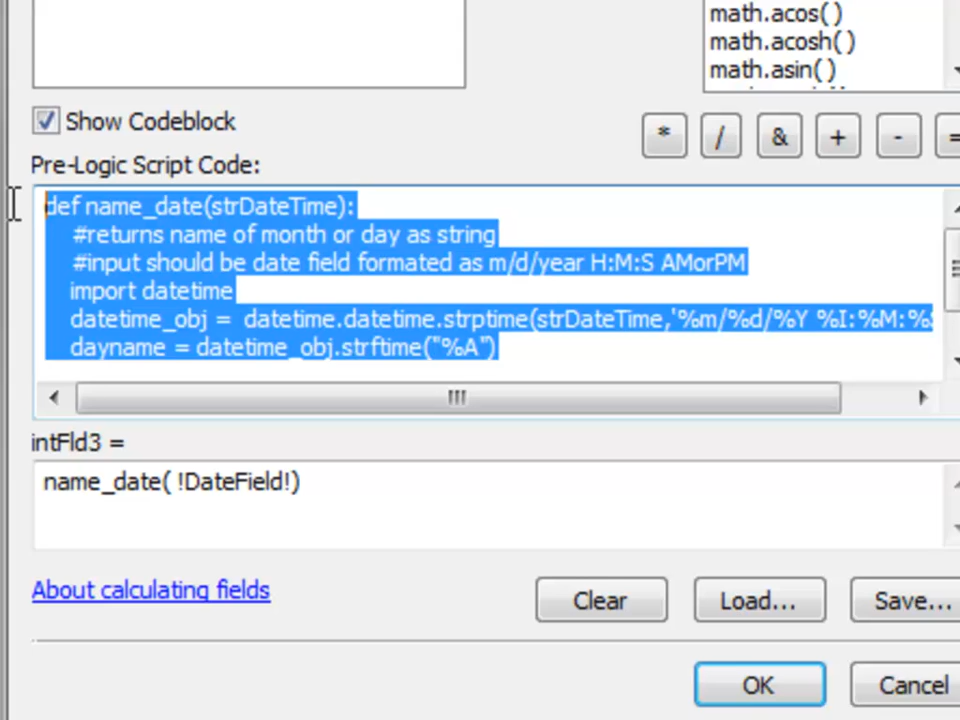 math.acos( )
math.acosh( )
math.asin( )
Show Codeblock
* / & + - =
Pre-Logic Script Code:
def name_date(strDateTime):
#returns name of month or day as string
#input should be date field formated as m/d/year H:M:S AMorPM
import datetime
datetime_obj =  datetime.datetime.strptime(strDateTime,'%m/%d/%Y %I:%M:%S
dayname = datetime_obj.strftime("%A")
intFld3 =
name_date( !DateField!)
About calculating fields
Clear Load... Save...
OK Cancel